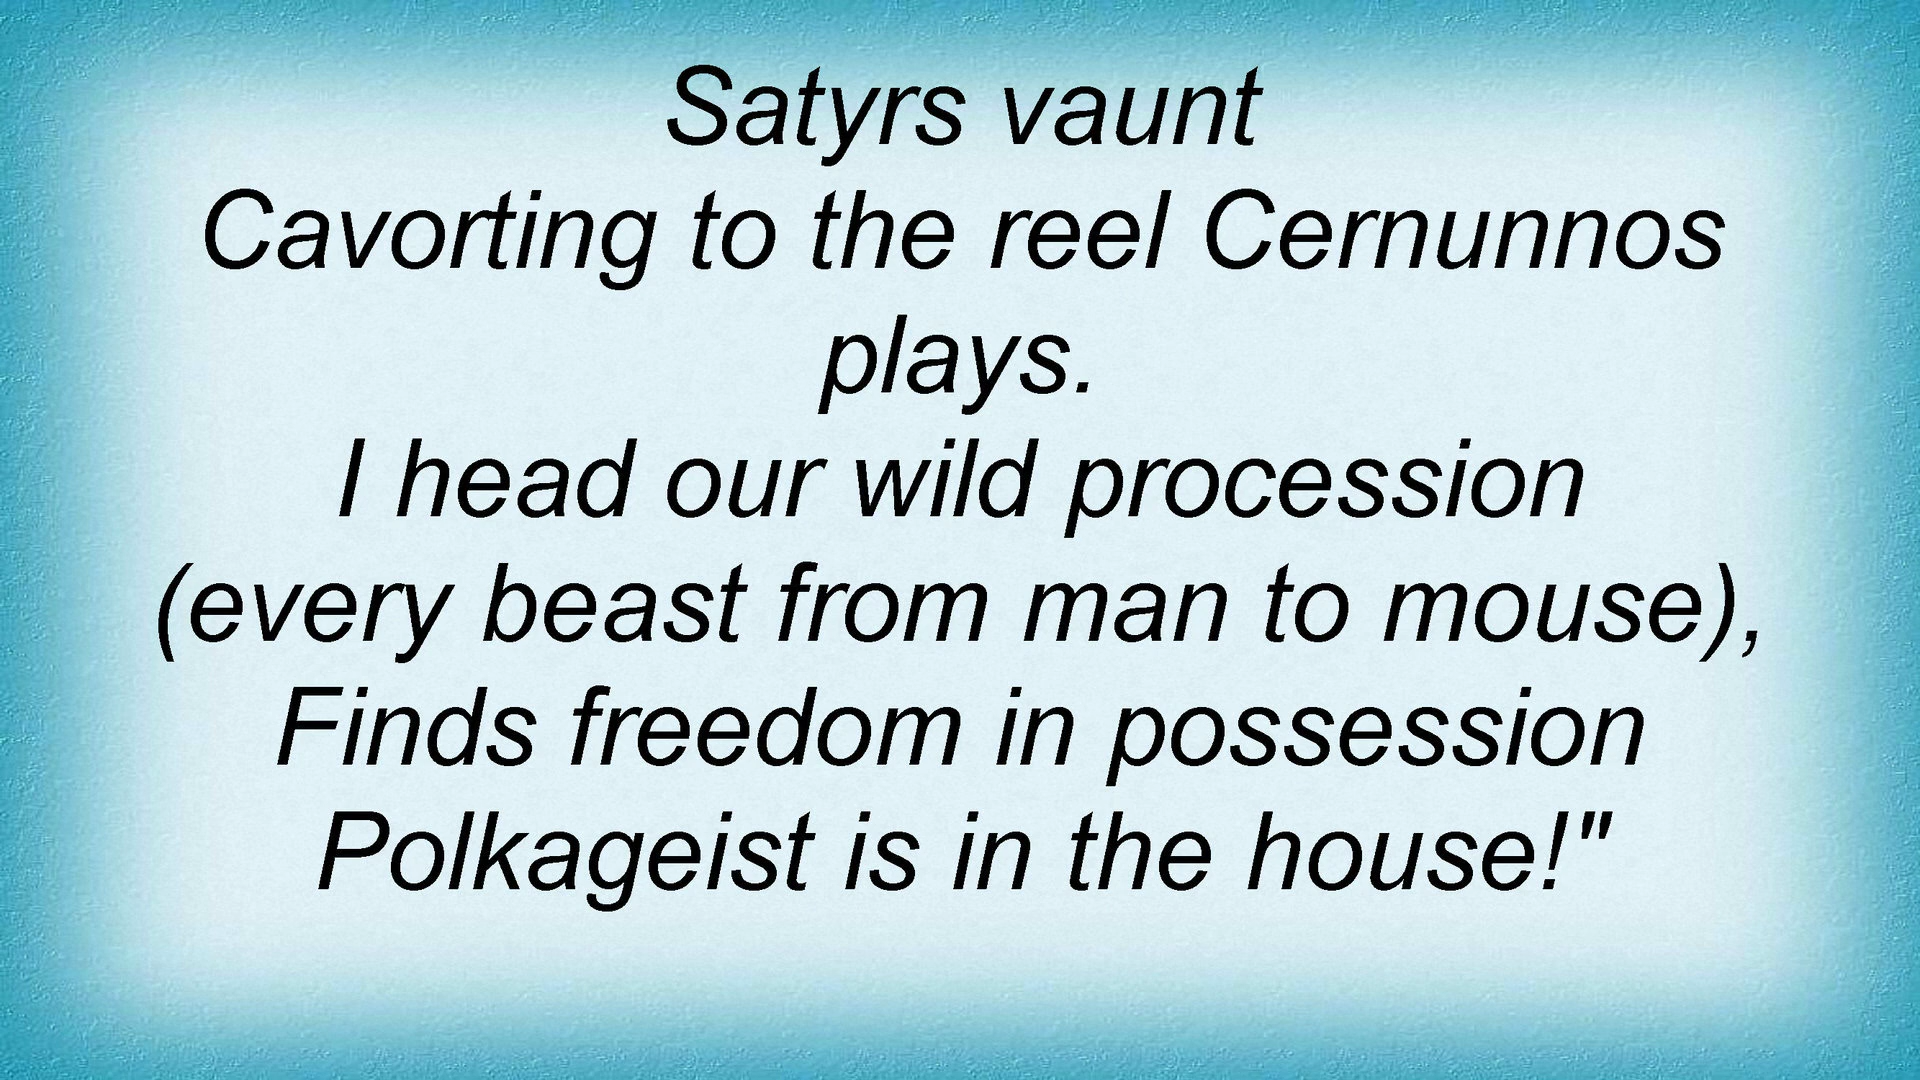 Satyrs vaunt
Cavorting to the reel Cernunnos
plays.
I head our wild procession
(every beast from man to mouse),
Finds freedom in possession
Polkageist is in the house!"